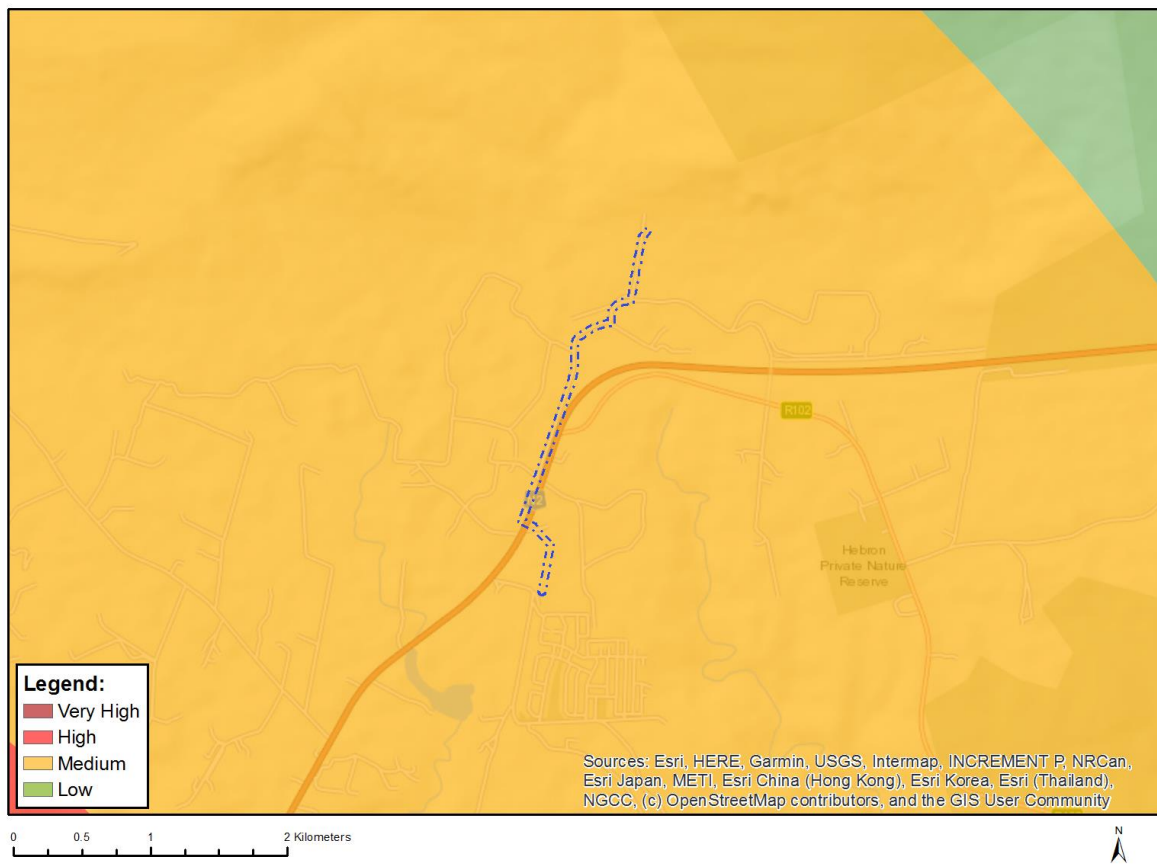 R102
Hebron
Private Nature
Reserve
Legend:
Very High
High
Medium
Low
Sources: Esri, HERE, Garmin, USGS, Intermap, INCREMENT P, NRCan,
Esri Japan, METI, Esri China (Hong Kong), Esri Korea, Esri (Thailand),
NGCC, (c) OpenStreetMap contributors, and the GIS User Community
0 0.5 1 2 Kilometers
N